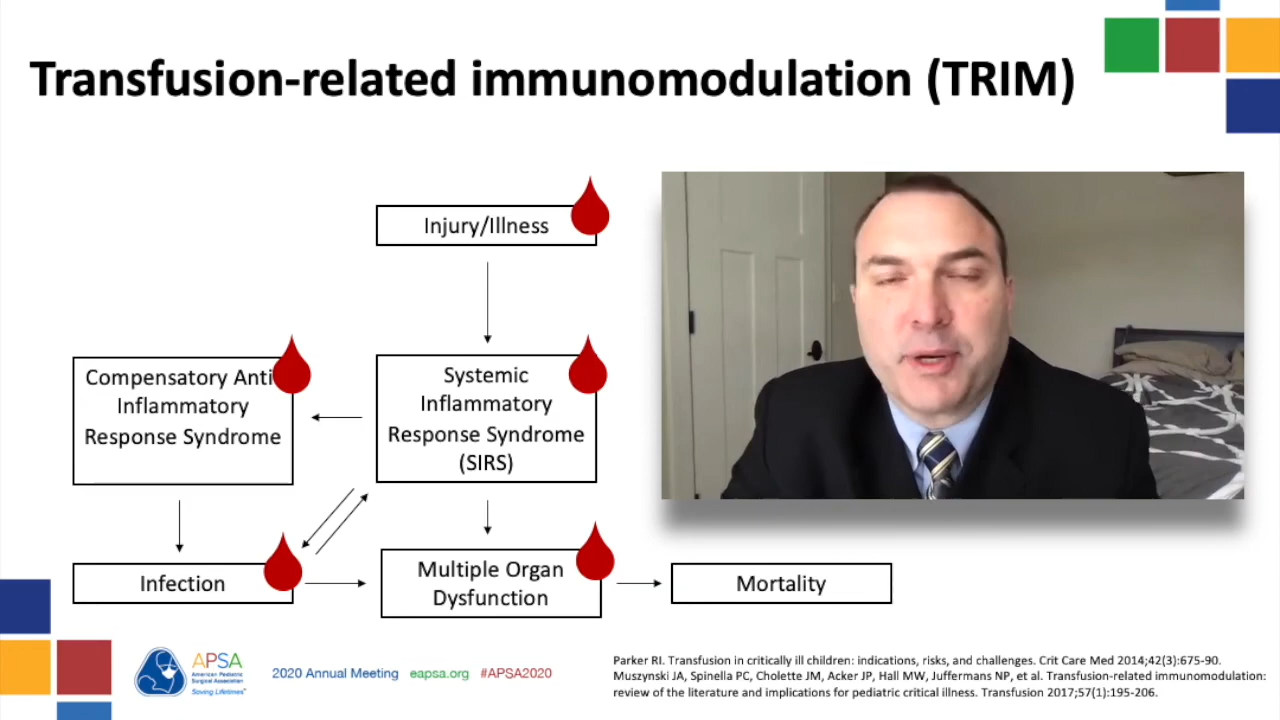 Transfusion-related immunomodulation (TRIM)
Injury/Illness
Compensatory Anti
Inflammatory
Response Syndrome
Systemic
Inflammatory
Response Syndrome
(SIRS)
Infection
Multiple Organ
Dysfunction
Mortality
APSA
American Pediatric
Surgical Association
Saving Lifetimes
2020 Annual Meeting eapsa.org #APSA2020
Parker RI. Transfusion in critically ill children: indications, risks, and challenges. Crit Care Med 2014;42(3):675-90.
Muszynski JA, Spinella PC, Cholette JM, Acker JP, Hall MW, Juffermans NP, et al. Transfusion-related immunomodulation:
review of the literature and implications for pediatric critical illness. Transfusion 2017;57(1):195-206.